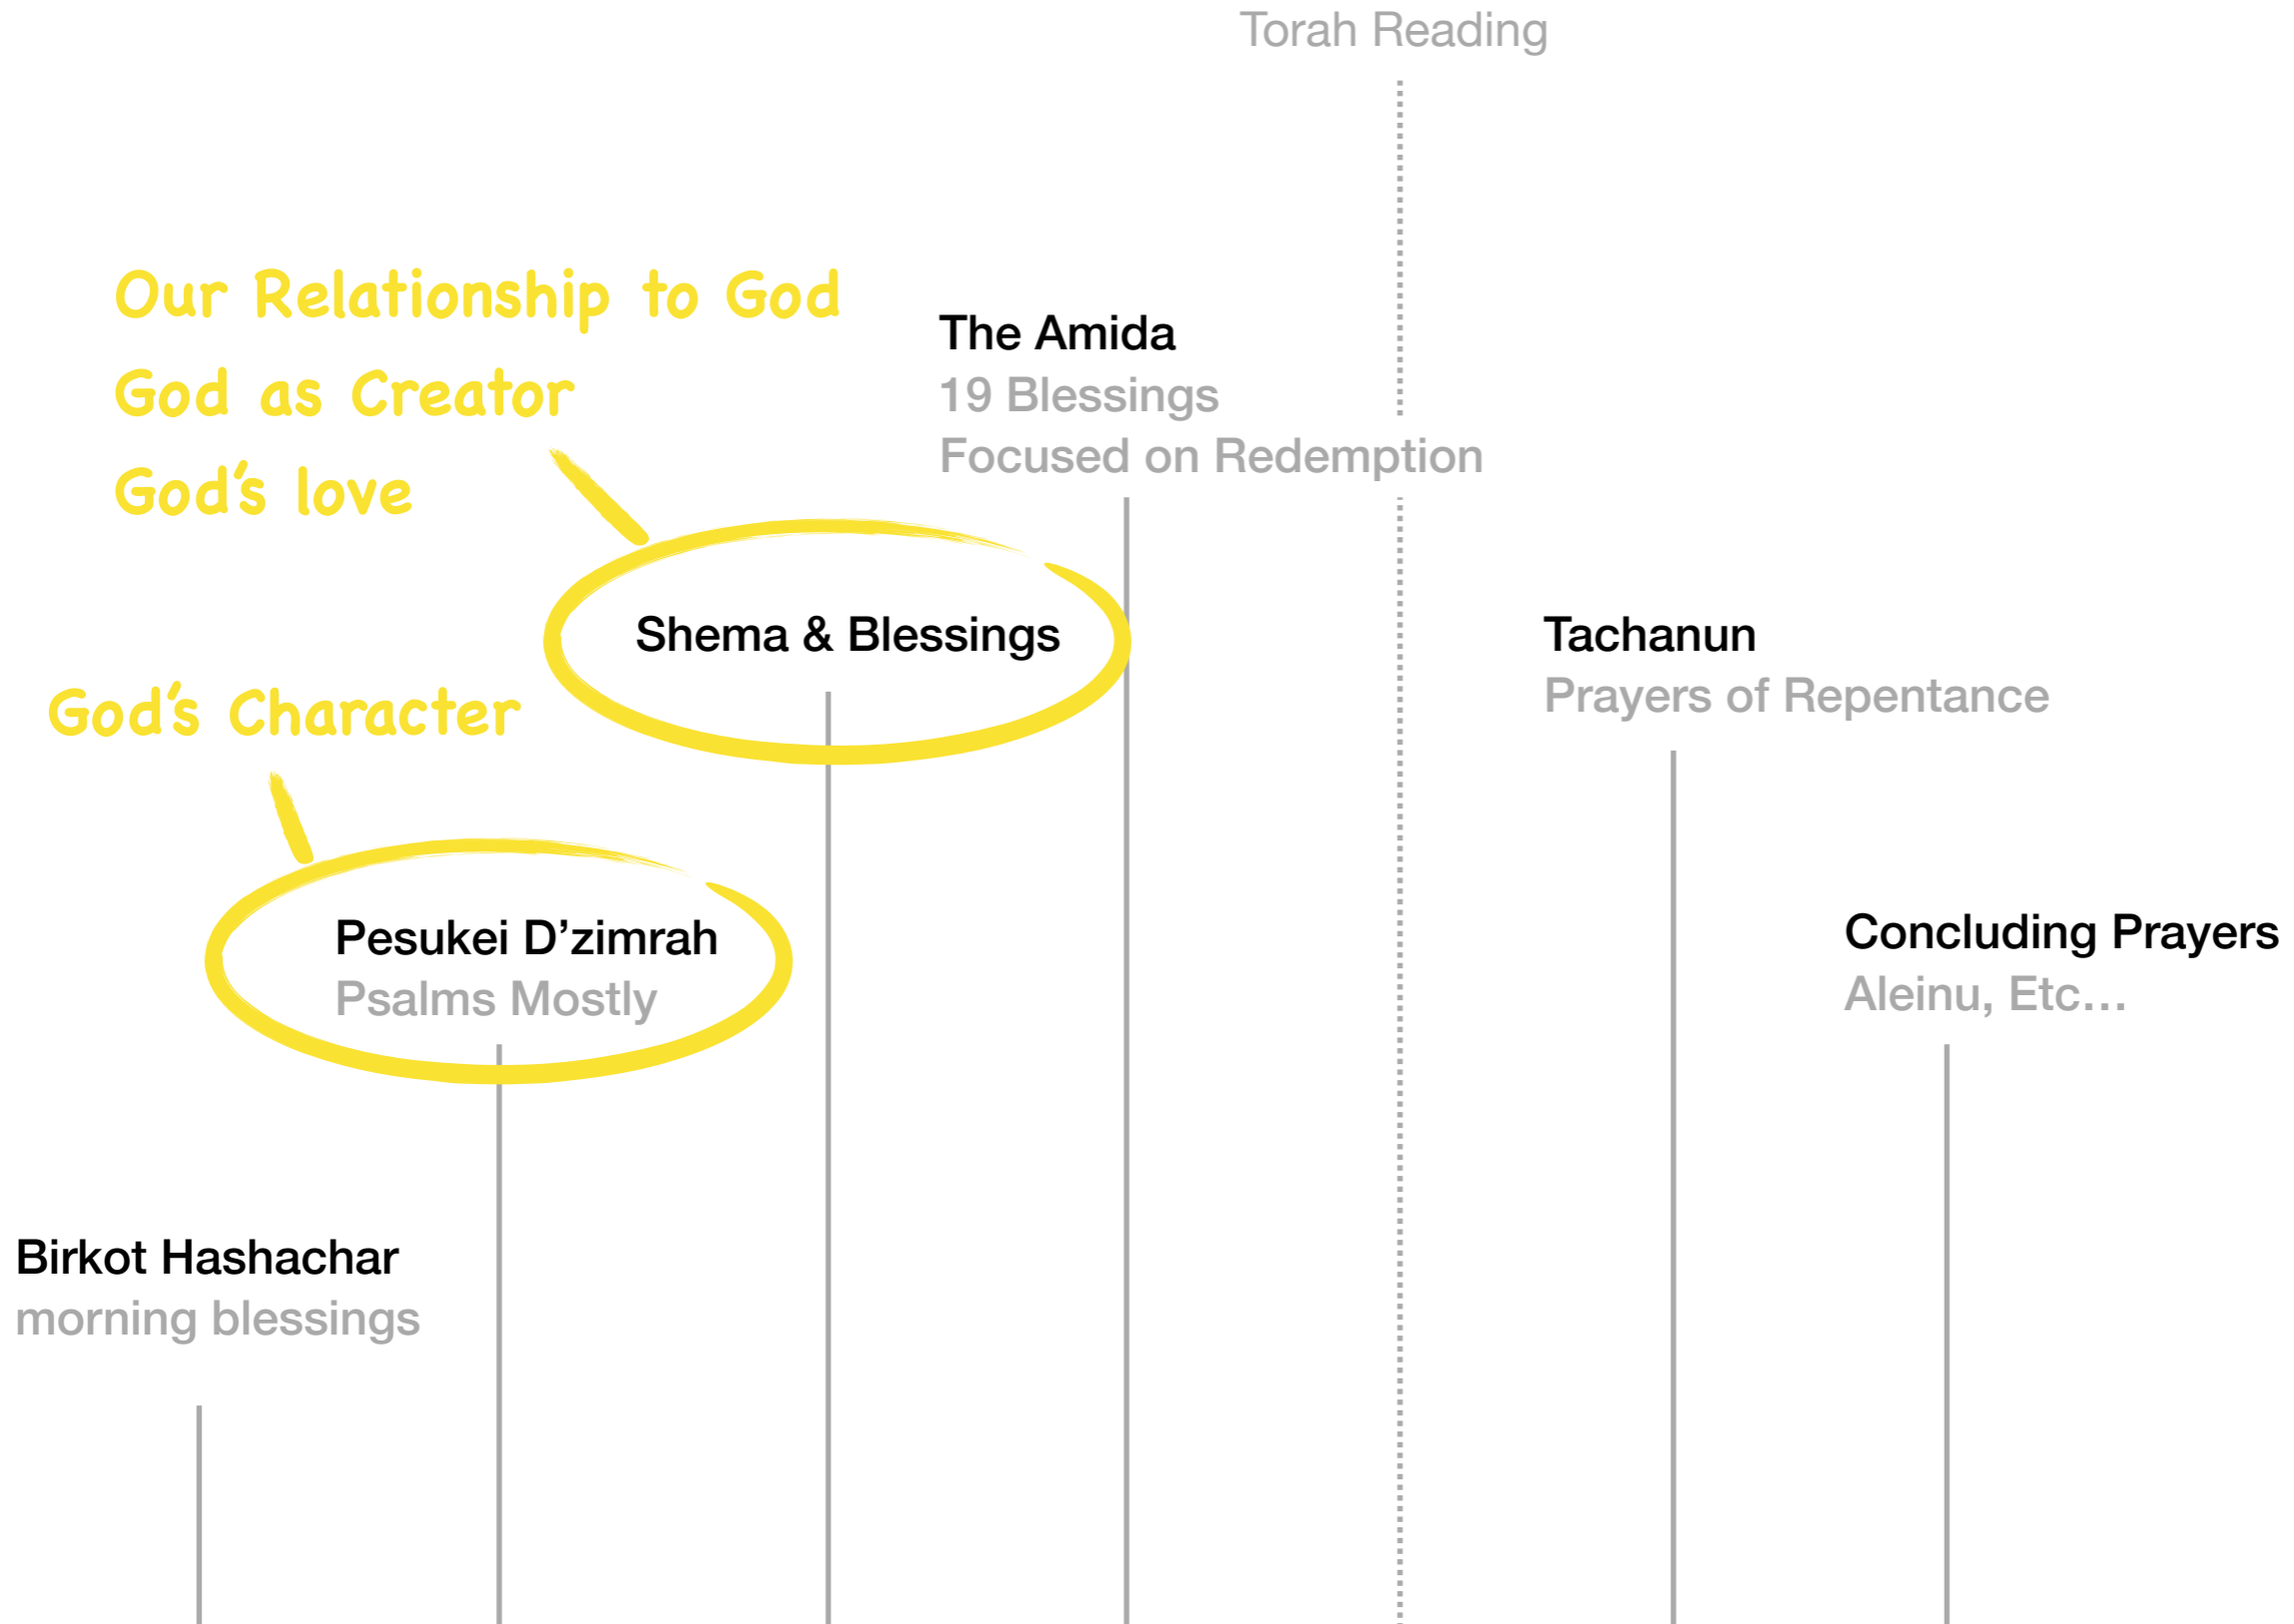 Torah Reading
Our Relationship to God
God as Creator
God's love
The Amida
19 Blessings
Focused on Redemption
Shema & Blessings
Tachanun
Prayers of Repentance
God's Character
Pesukei D’zimrah
Psalms Mostly
Concluding Prayers
Aleinu, Etc…
Birkot Hashachar
morning blessings